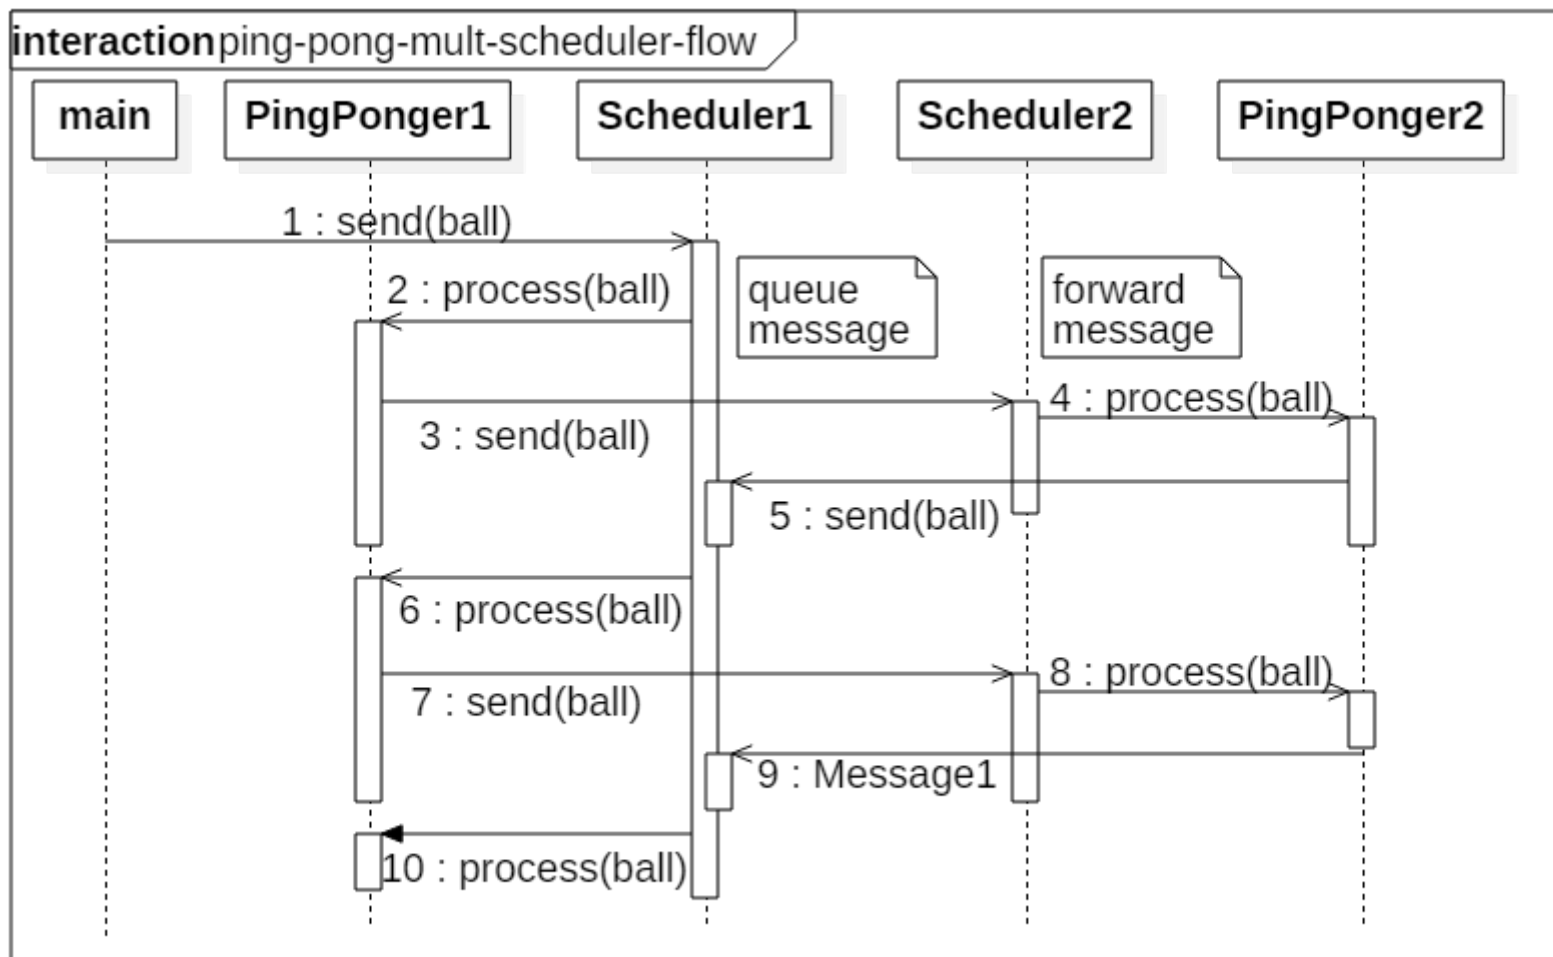 interaction ping-pong-mult-scheduler-flow
main PingPonger1 Scheduler1 Scheduler2 PingPonger2
1 : send(ball)
2 : process(ball)
queue
message
forward
message
3 : send(ball)
4 : process(ball)
5 : send(ball)
6 : process(ball)
7 : send(ball)
8 : process(ball)
9 : Message1
10 : process(ball)